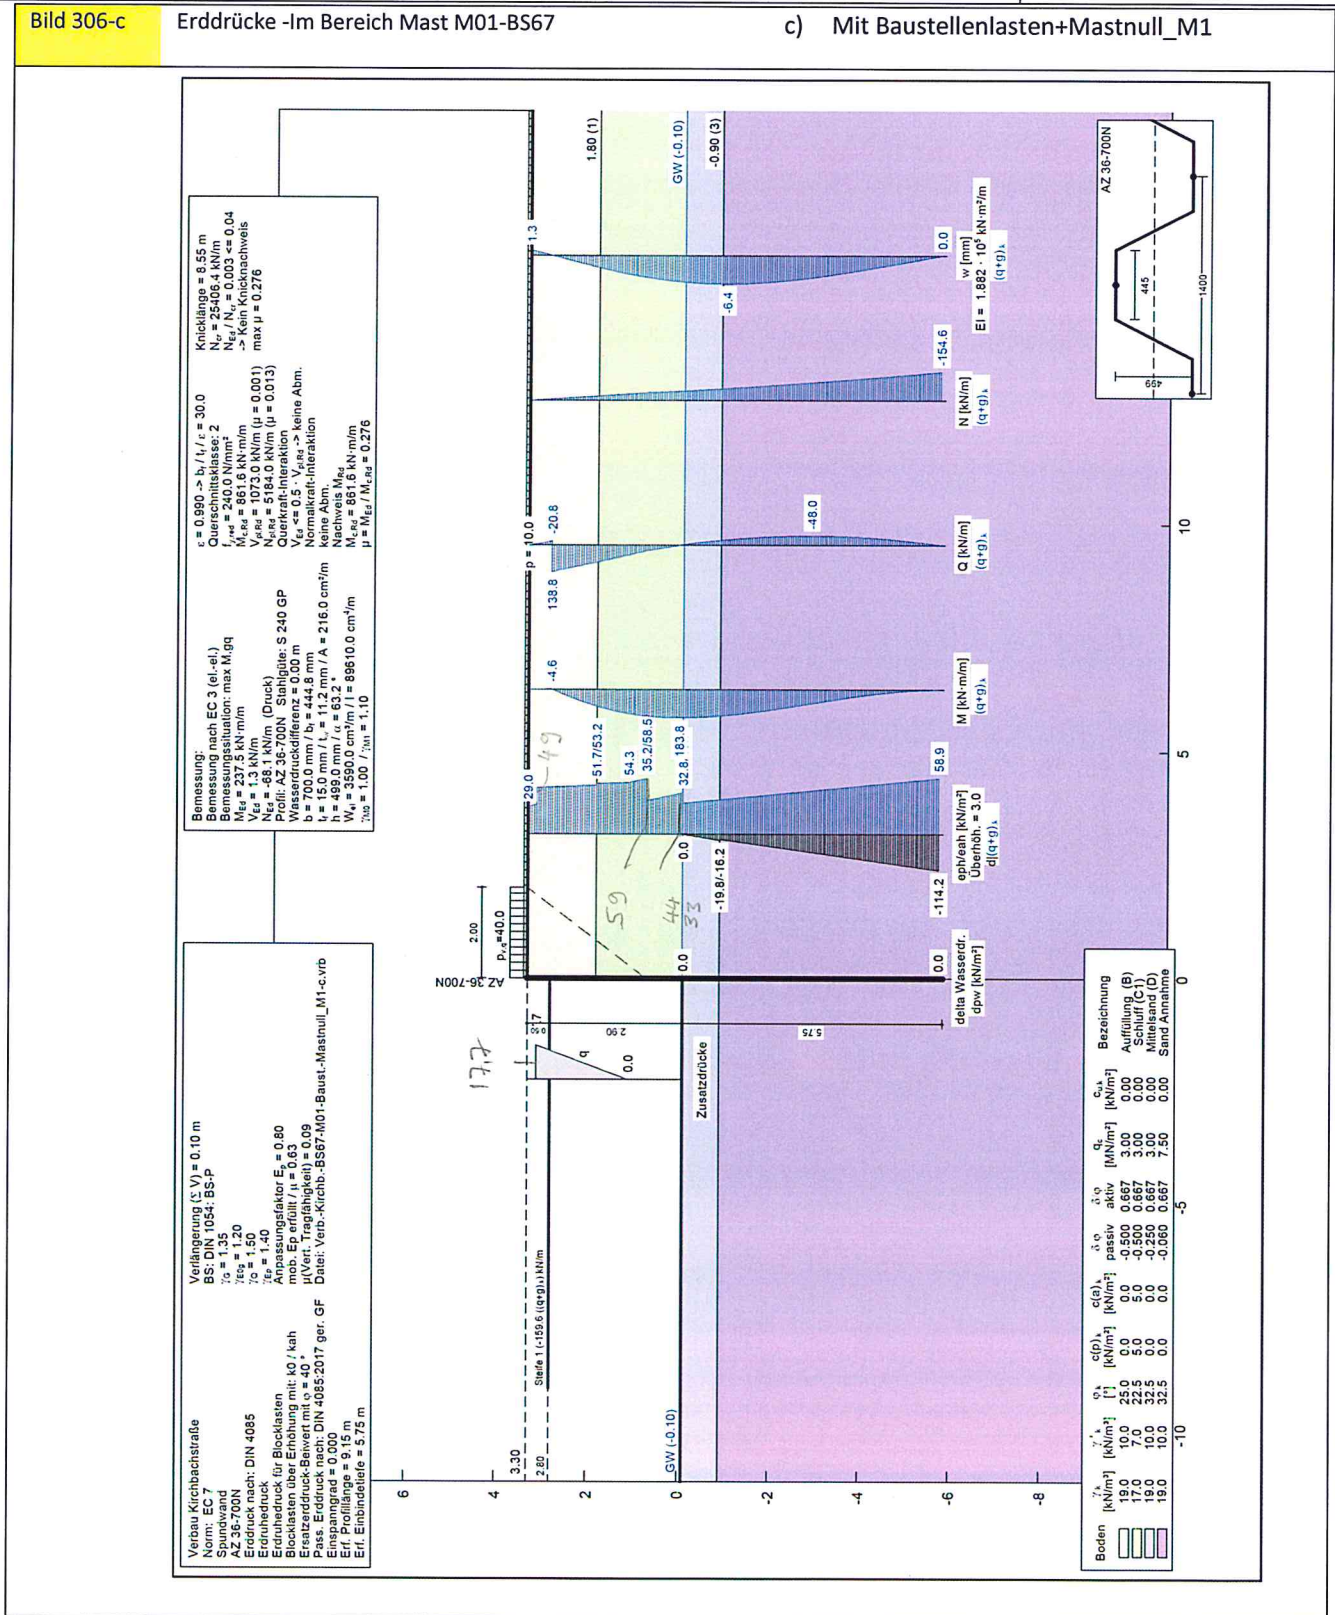 Bild 306-c
Erddrücke -Im Bereich Mast M01-BS67
c) Mit Baustellenlasten+Mastnull_M1
Verbau Kirchbachstraße
Norm: EC 7
Spundwand
AZ 36-700N
Erddruck nach: DIN 4085
Erdruhedruck
Erdruhedruck für Blocklasten
Blocklasten über Erhöhung mit: k0 / kah
Ersatzerddruck-Beiwert mit φ = 40 °
Pass. Erddruck nach: DIN 4085:2017 ger. GF
Einspanngrad = 0.000
Erf. Profillänge = 9.15 m
Erf. Einbindetiefe = 5.75 m
Verlängerung (Σ V) = 0.10 m
BS: DIN 1054: BS-P
γG = 1.35
γE0g = 1.20
γQ = 1.50
γEp = 1.40
Anpassungsfaktor Ep = 0.80
mob. Ep erfüllt / μ = 0.63
μ(Vert. Tragfähigkeit) = 0.09
Datei: Verb.-Kirchb.-BS67-M01-Baust.-Mastnull_M1-c.vrb
Bemessung:
Bemessung nach EC 3 (el.-el.)
Bemessungssituation: max M,gq
MEd = 237.5 kN·m/m
VEd = 1.3 kN/m
NEd = -68.1 kN/m (Druck)
Profil: AZ 36-700N Stahlgüte: S 240 GP
Wasserdruckdifferenz = 0.00 m
b = 700.0 mm / bf = 444.8 mm
tf = 15.0 mm / tw = 11.2 mm / A = 216.0 cm²/m
h = 499.0 mm / α = 63.2 °
Wel = 3590.0 cm³/m / I = 89610.0 cm⁴/m
γM0 = 1.00 / γM1 = 1.10
ε = 0.990 -> bf / tf / ε = 30.0
Querschnittsklasse: 2
fy,red = 240.0 N/mm²
Mc,Rd = 861.6 kN·m/m
Vpl,Rd = 1073.0 kN/m (μ = 0.001)
Npl,Rd = 5184.0 kN/m (μ = 0.013)
Querkraft-Interaktion
VEd <= 0.5 · Vpl,Rd -> keine Abm.
Normalkraft-Interaktion
keine Abm.
Nachweis MRd
Mc,Rd = 861.6 kN·m/m
μ = MEd / Mc,Rd = 0.276
Knicklänge = 8.55 m
Ncr = 25406.4 kN/m
NEd / Ncr = 0.003 <= 0.04
-> Kein Knicknachweis
max μ = 0.276
6
4
2
0
-2
-4
-6
-8
-10
-5
0
5
10
3.30
2.80
GW (-0.10)
Steife 1 (-159.6 ((q+g)k) kN/m
17,7
q
0.0
Zusatzdrücke
2.90
5.75
AZ 36-700N
2.00
pv,q=40.0
0.0
0.0
delta Wasserdr.
dpw [kN/m²]
29.0
49
51.7/53.2
54.3
35.2/58.5
32.8, 183.8
58.9
59
44
33
0.0
-19.8/-16.2
-114.2
eph/eah [kN/m²]
Überhöh. = 3.0
d|(q+g)k
-4.6
M [kN·m/m]
(q+g)k
p = 10.0
138.8
-20.8
-48.0
Q [kN/m]
(q+g)k
-154.6
N [kN/m]
(q+g)k
1.3
-6.4
0.0
w [mm]
EI = 1.882 · 10⁵ kN·m²/m
(q+g)k
1.80 (1)
GW (-0.10)
-0.90 (3)
AZ 36-700N
445
499
1400
Boden γk [kN/m³] γ'k [kN/m³] φk [°] c(p)k [kN/m²] c(a)k [kN/m²] δ/φ passiv δ/φ aktiv qc [MN/m²] cu,k [kN/m²] Bezeichnung
19.0 10.0 25.0 0.0 0.0 -0.500 0.667 3.00 0.00 Auffüllung (B)
17.0 7.0 22.5 5.0 5.0 -0.500 0.667 3.00 0.00 Schluff (C1)
19.0 10.0 32.5 0.0 0.0 -0.250 0.667 3.00 0.00 Mittelsand (D)
19.0 10.0 32.5 0.0 0.0 -0.060 0.667 7.50 0.00 Sand Annahme